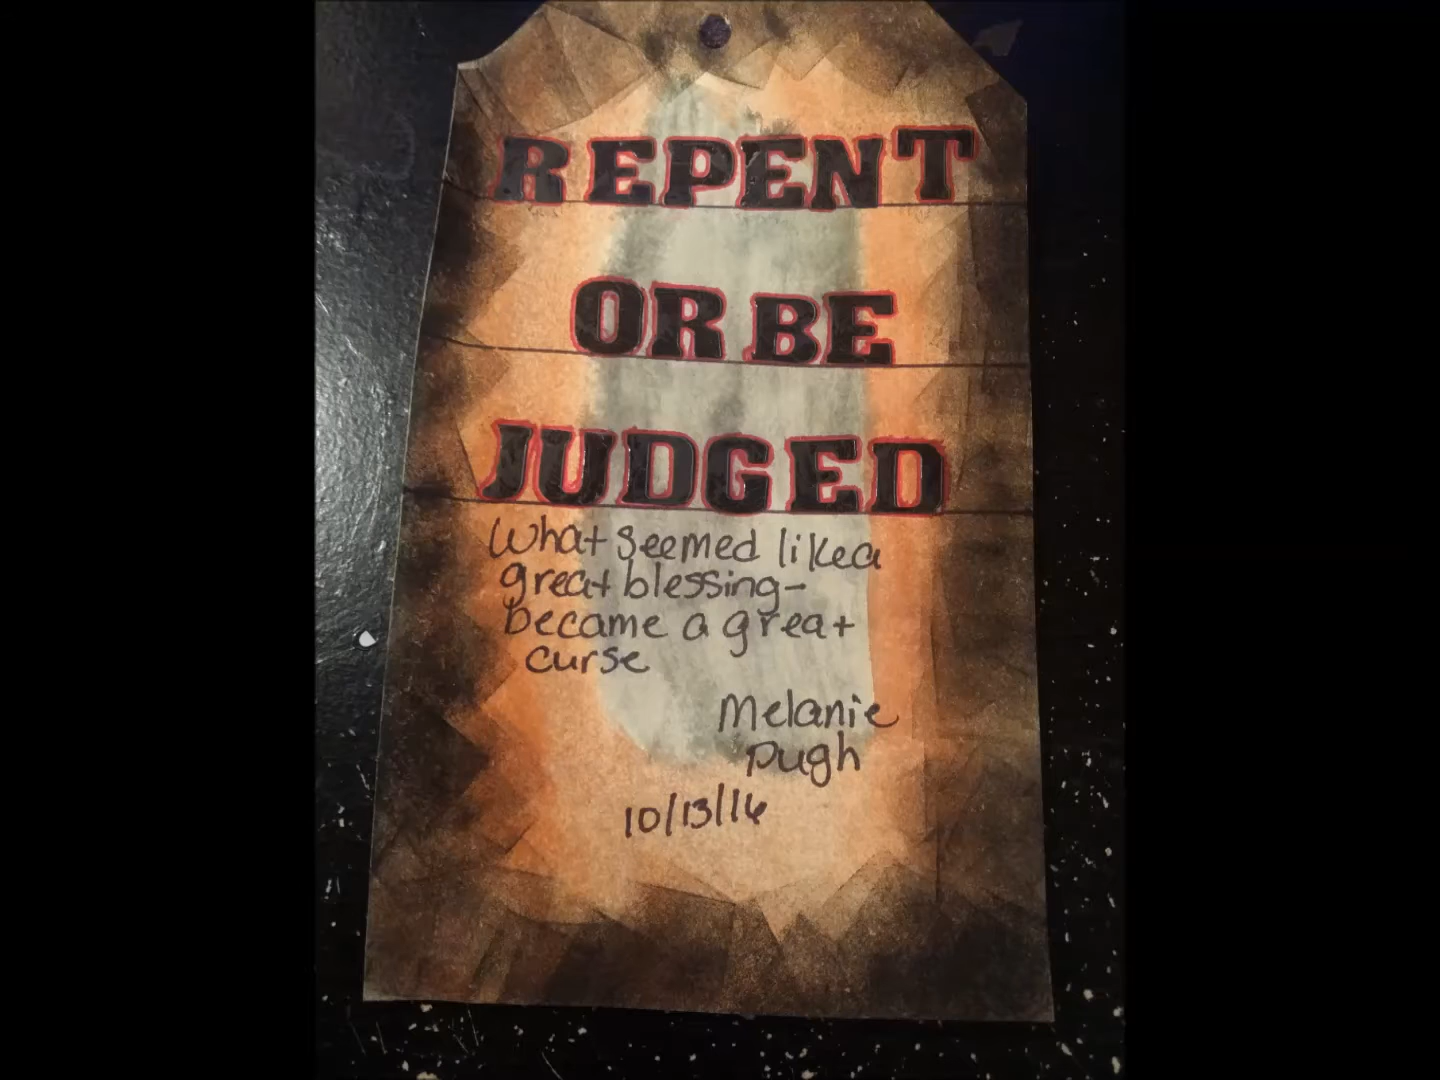 REPENT
OR BE
JUDGED
What seemed like a
great blessing-
became a great
curse
Melanie
Pugh
10/13/16